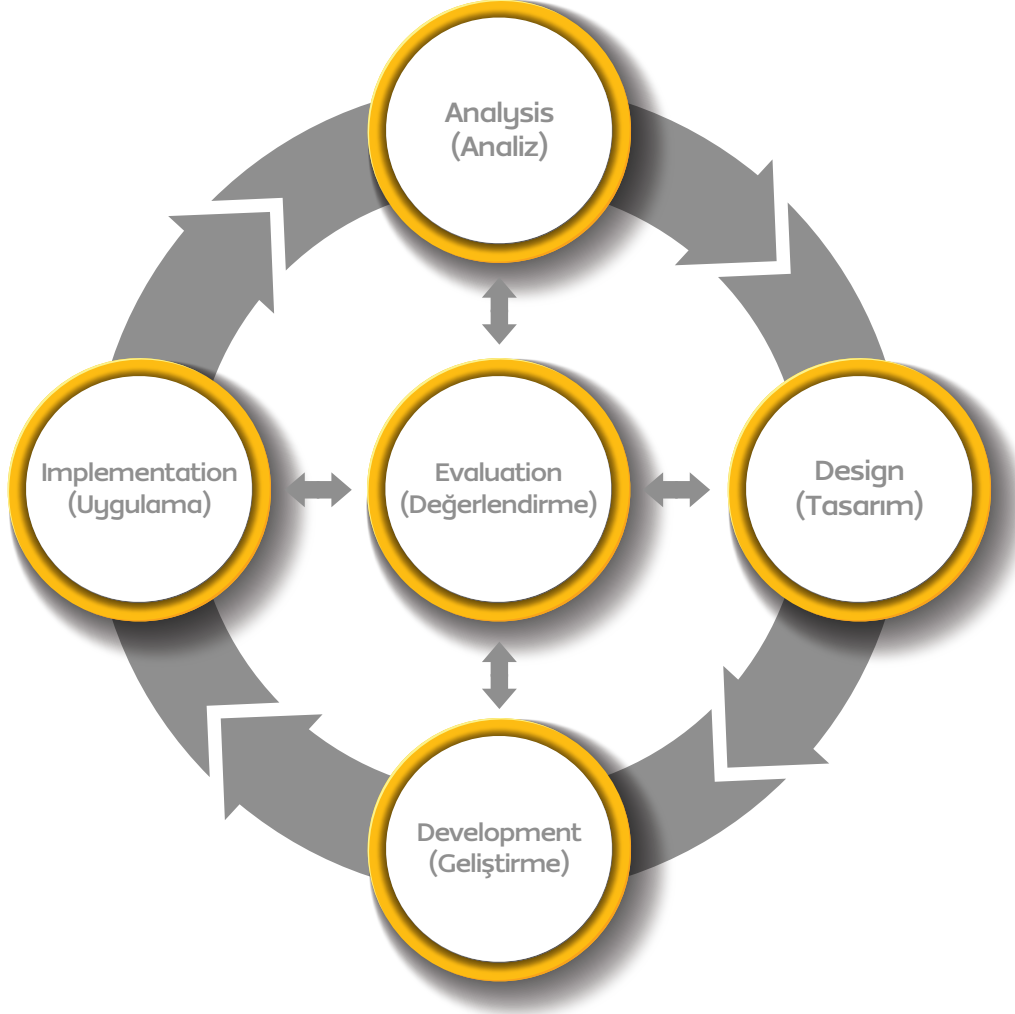 Analysis
(Analiz)
Implementation
(Uygulama)
Evaluation
(Değerlendirme)
Design
(Tasarım)
Development
(Geliştirme)